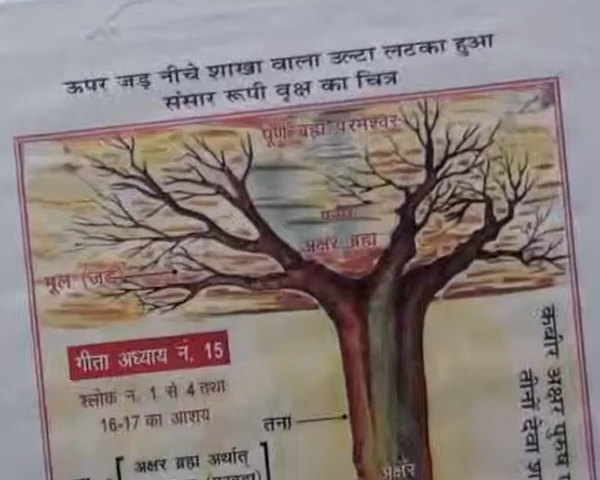 ऊपर जड़ नीचे शाखा वाला उल्टा लटका हुआ
संसार रूपी वृक्ष का चित्र
पूर्ण ब्रह्म परमेश्वर
अक्षर ब्रह्म
मूल (जड़)
गीता अध्याय नं. 15
श्लोक नं. 1 से 4 तथा
16-17 का आशय
तना
अक्षर ब्रह्म अर्थात्
अक्षर
कबीर अक्षर पुरुष
तीनों देवा